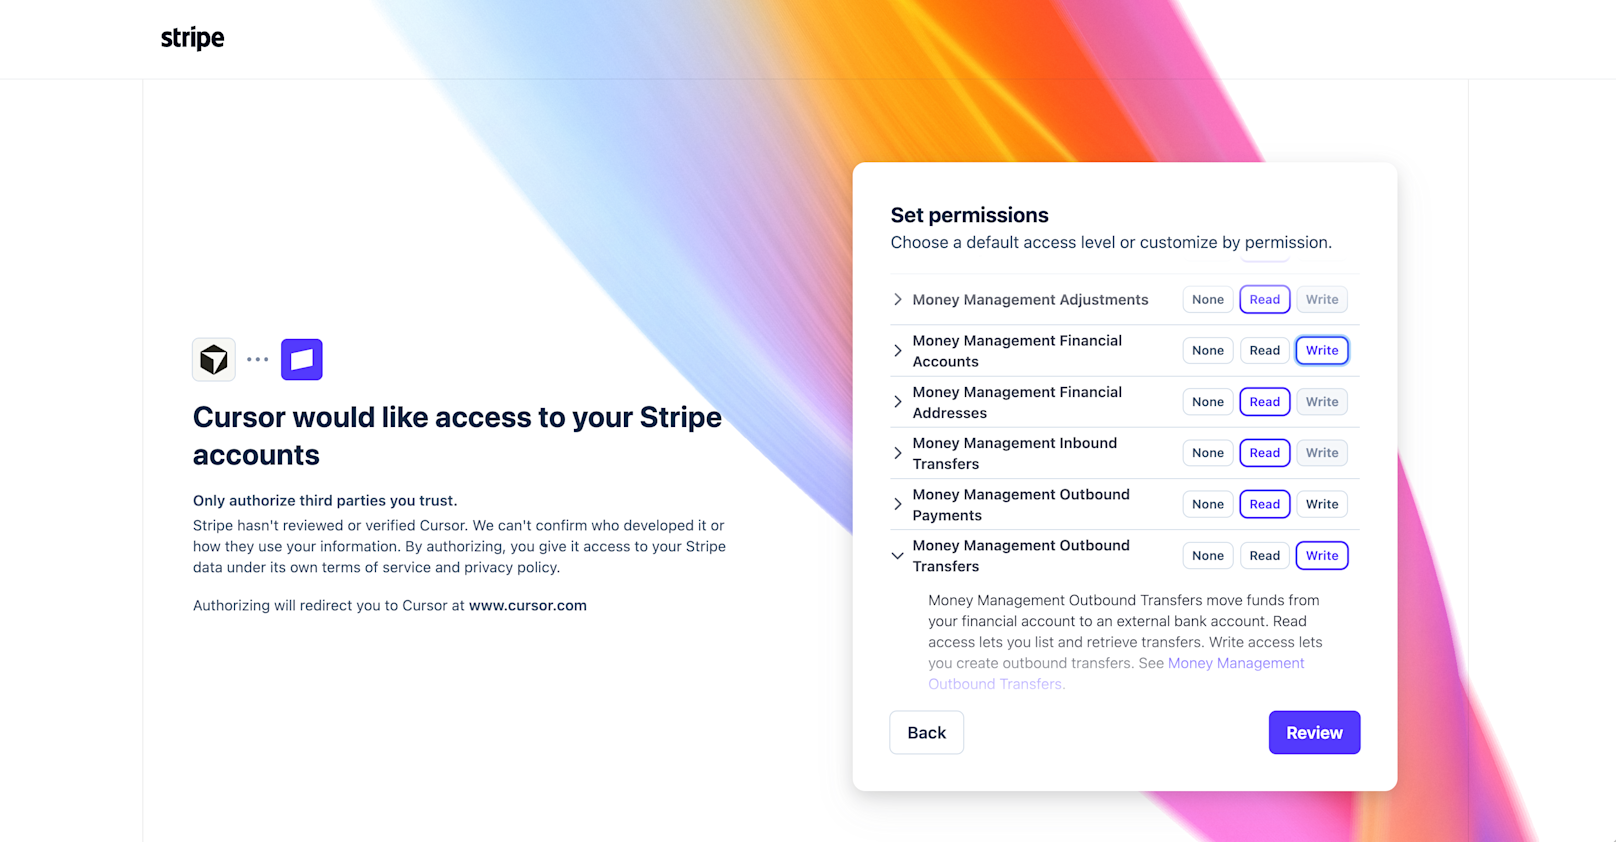 stripe
Cursor would like access to your Stripe
accounts
Only authorize third parties you trust.
Stripe hasn't reviewed or verified Cursor. We can't confirm who developed it or
how they use your information. By authorizing, you give it access to your Stripe
data under its own terms of service and privacy policy.
Authorizing will redirect you to Cursor at www.cursor.com
Set permissions
Choose a default access level or customize by permission.
Money Management Adjustments None Read Write
Money Management Financial
Accounts None Read Write
Money Management Financial
Addresses None Read Write
Money Management Inbound
Transfers None Read Write
Money Management Outbound
Payments None Read Write
Money Management Outbound
Transfers None Read Write
Money Management Outbound Transfers move funds from
your financial account to an external bank account. Read
access lets you list and retrieve transfers. Write access lets
you create outbound transfers. See Money Management
Outbound Transfers.
Back Review